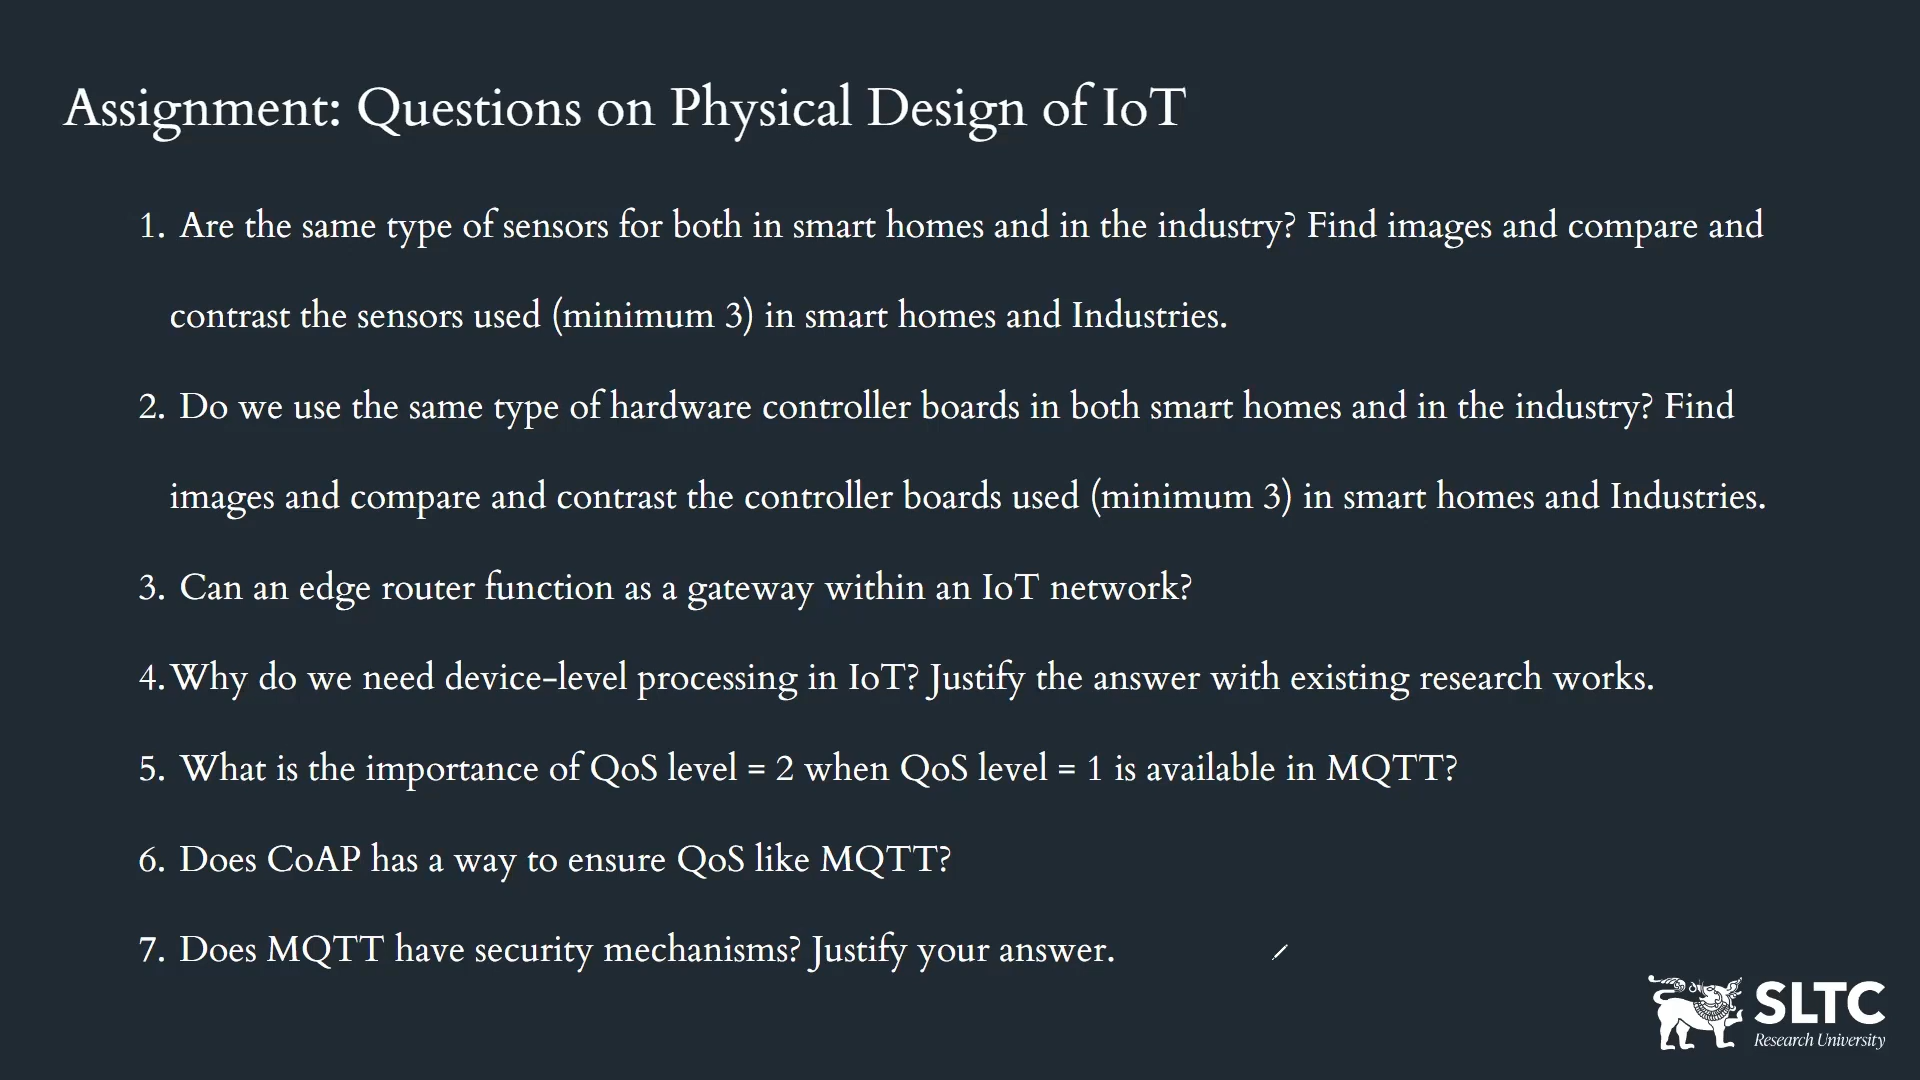 Assignment: Questions on Physical Design of IoT
1. Are the same type of sensors for both in smart homes and in the industry? Find images and compare and
contrast the sensors used (minimum 3) in smart homes and Industries.
2. Do we use the same type of hardware controller boards in both smart homes and in the industry? Find
images and compare and contrast the controller boards used (minimum 3) in smart homes and Industries.
3. Can an edge router function as a gateway within an IoT network?
4. Why do we need device-level processing in IoT? Justify the answer with existing research works.
5. What is the importance of QoS level = 2 when QoS level = 1 is available in MQTT?
6. Does CoAP has a way to ensure QoS like MQTT?
7. Does MQTT have security mechanisms? Justify your answer.
SLTC
Research University